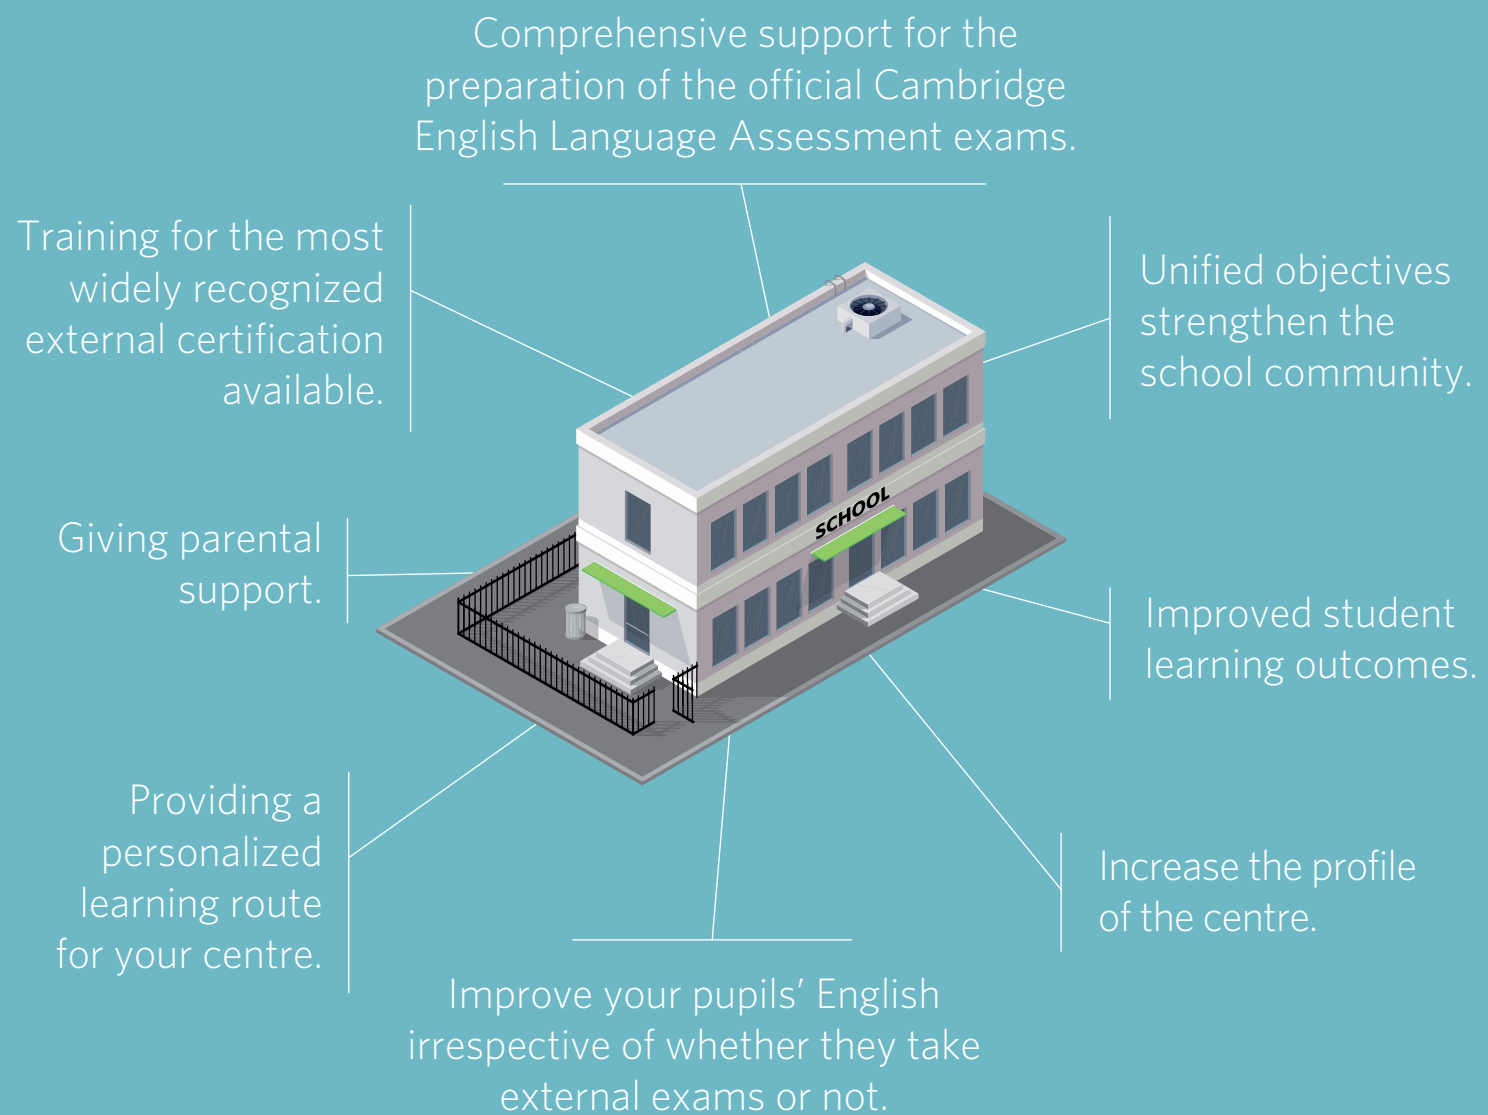 Comprehensive support for the
preparation of the official Cambridge
English Language Assessment exams.
Training for the most
widely recognized
external certification
available.
Unified objectives
strengthen the
school community.
SCHOOL
Giving parental
support.
Improved student
learning outcomes.
Providing a
personalized
learning route
for your centre.
Increase the profile
of the centre.
Improve your pupils’ English
irrespective of whether they take
external exams or not.